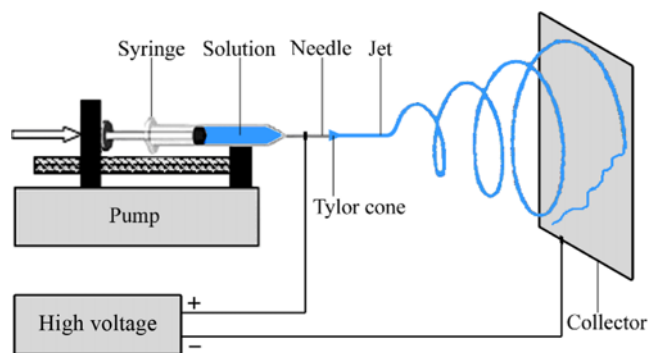 Syringe Solution Needle Jet
Tylor cone
Pump
+
High voltage
−
Collector